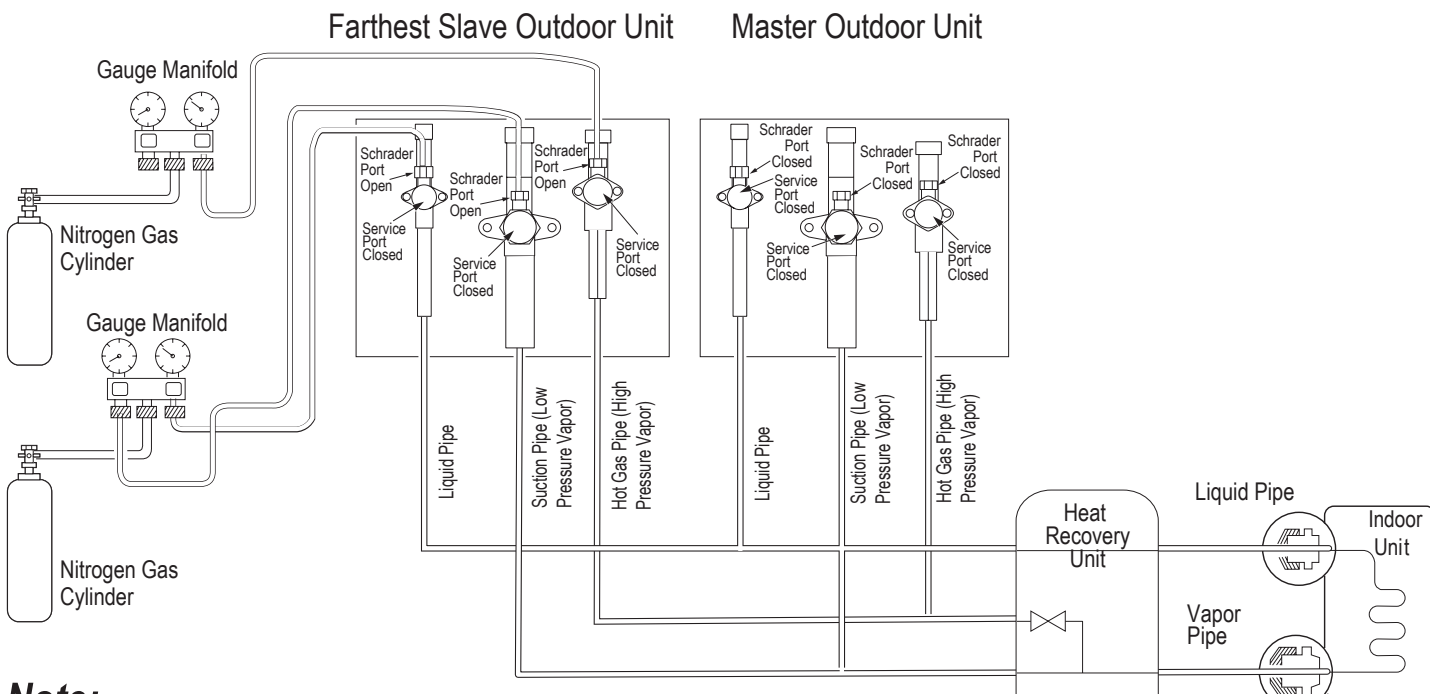 Farthest Slave Outdoor Unit
Master Outdoor Unit
Gauge Manifold
Nitrogen Gas
Cylinder
Gauge Manifold
Nitrogen Gas
Cylinder
Schrader
Port
Open
Service
Port
Closed
Schrader
Port
Open
Service
Port
Closed
Schrader
Port
Open
Service
Port
Closed
Schrader
Port
Closed
Service
Port
Closed
Schrader
Port
Closed
Service
Port
Closed
Schrader
Port
Closed
Service
Port
Closed
Liquid Pipe
Suction Pipe (Low
Pressure Vapor)
Hot Gas Pipe (High
Pressure Vapor)
Liquid Pipe
Suction Pipe (Low
Pressure Vapor)
Hot Gas Pipe (High
Pressure Vapor)
Heat
Recovery
Unit
Liquid Pipe
Indoor
Unit
Vapor
Pipe
Note: